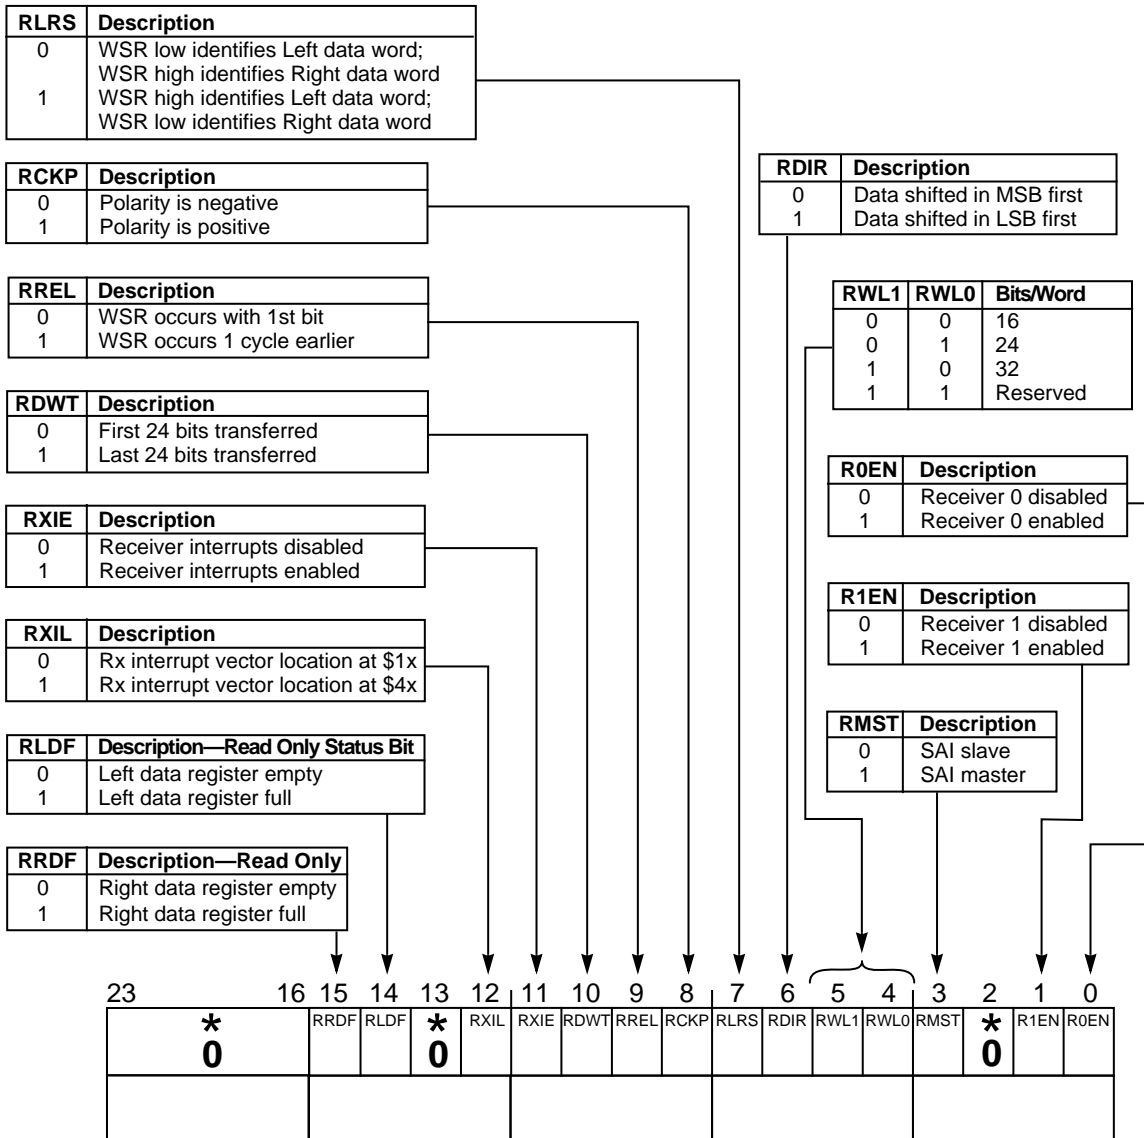 RLRS Description
0 WSR low identifies Left data word;
WSR high identifies Right data word
1 WSR high identifies Left data word;
WSR low identifies Right data word
RCKP Description
0 Polarity is negative
1 Polarity is positive
RREL Description
0 WSR occurs with 1st bit
1 WSR occurs 1 cycle earlier
RDWT Description
0 First 24 bits transferred
1 Last 24 bits transferred
RXIE Description
0 Receiver interrupts disabled
1 Receiver interrupts enabled
RXIL Description
0 Rx interrupt vector location at $1x
1 Rx interrupt vector location at $4x
RLDF Description—Read Only Status Bit
0 Left data register empty
1 Left data register full
RRDF Description—Read Only
0 Right data register empty
1 Right data register full
RDIR Description
0 Data shifted in MSB first
1 Data shifted in LSB first
RWL1 RWL0 Bits/Word
0 0 16
0 1 24
1 0 32
1 1 Reserved
R0EN Description
0 Receiver 0 disabled
1 Receiver 0 enabled
R1EN Description
0 Receiver 1 disabled
1 Receiver 1 enabled
RMST Description
0 SAI slave
1 SAI master
23 16 15 14 13 12 11 10 9 8 7 6 5 4 3 2 1 0
* RRDF RLDF * RXIL RXIE RDWT RREL RCKP RLRS RDIR RWL1 RWL0 RMST * R1EN R0EN
0 0 0